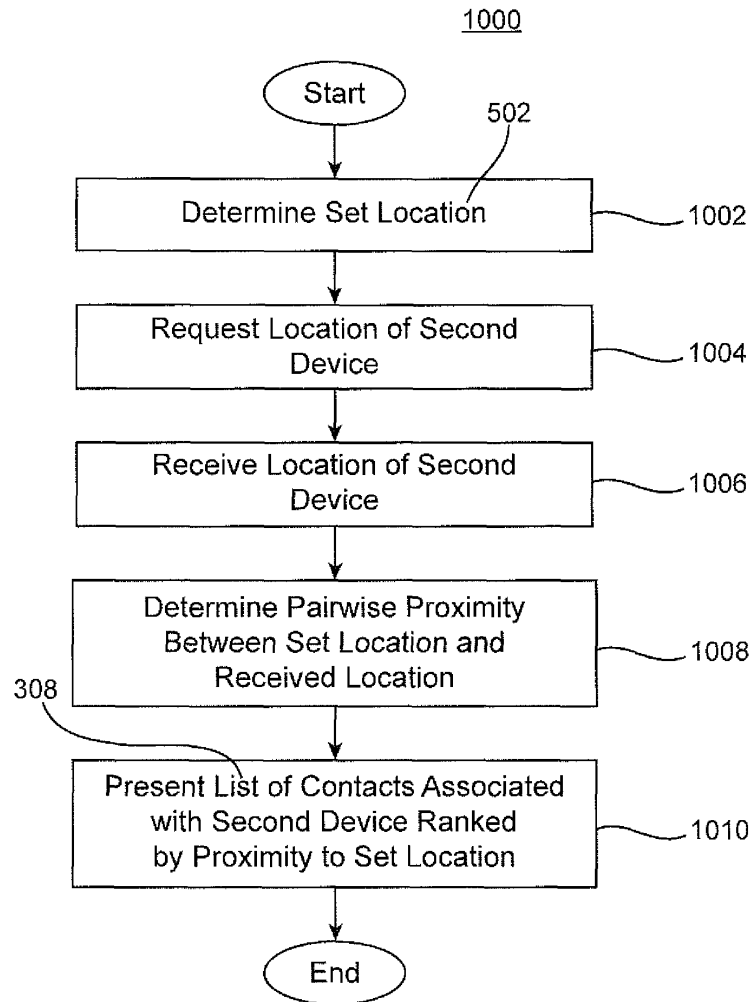 1000
Start
502
Determine Set Location
1002
Request Location of Second
Device
1004
Receive Location of Second
Device
1006
Determine Pairwise Proximity
Between Set Location and
Received Location
1008
308
Present List of Contacts Associated
with Second Device Ranked
by Proximity to Set Location
1010
End